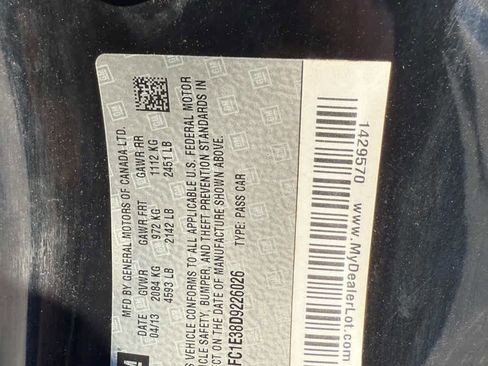 MFD BY GENERAL MOTORS OF CANADA LTD.
DATE GVWR GAWR FRT GAWR RR
04/13 2084 KG 972 KG 1112 KG
4593 LB 2142 LB 2451 LB
VEHICLE CONFORMS TO ALL APPLICABLE U.S. FEDERAL MOTOR
SAFETY, BUMPER, AND THEFT PREVENTION STANDARDS IN
ON THE DATE OF MANUFACTURE SHOWN ABOVE.
FC1E38D9226026 TYPE: PASS CAR
1429570 www.MyDealerLot.com